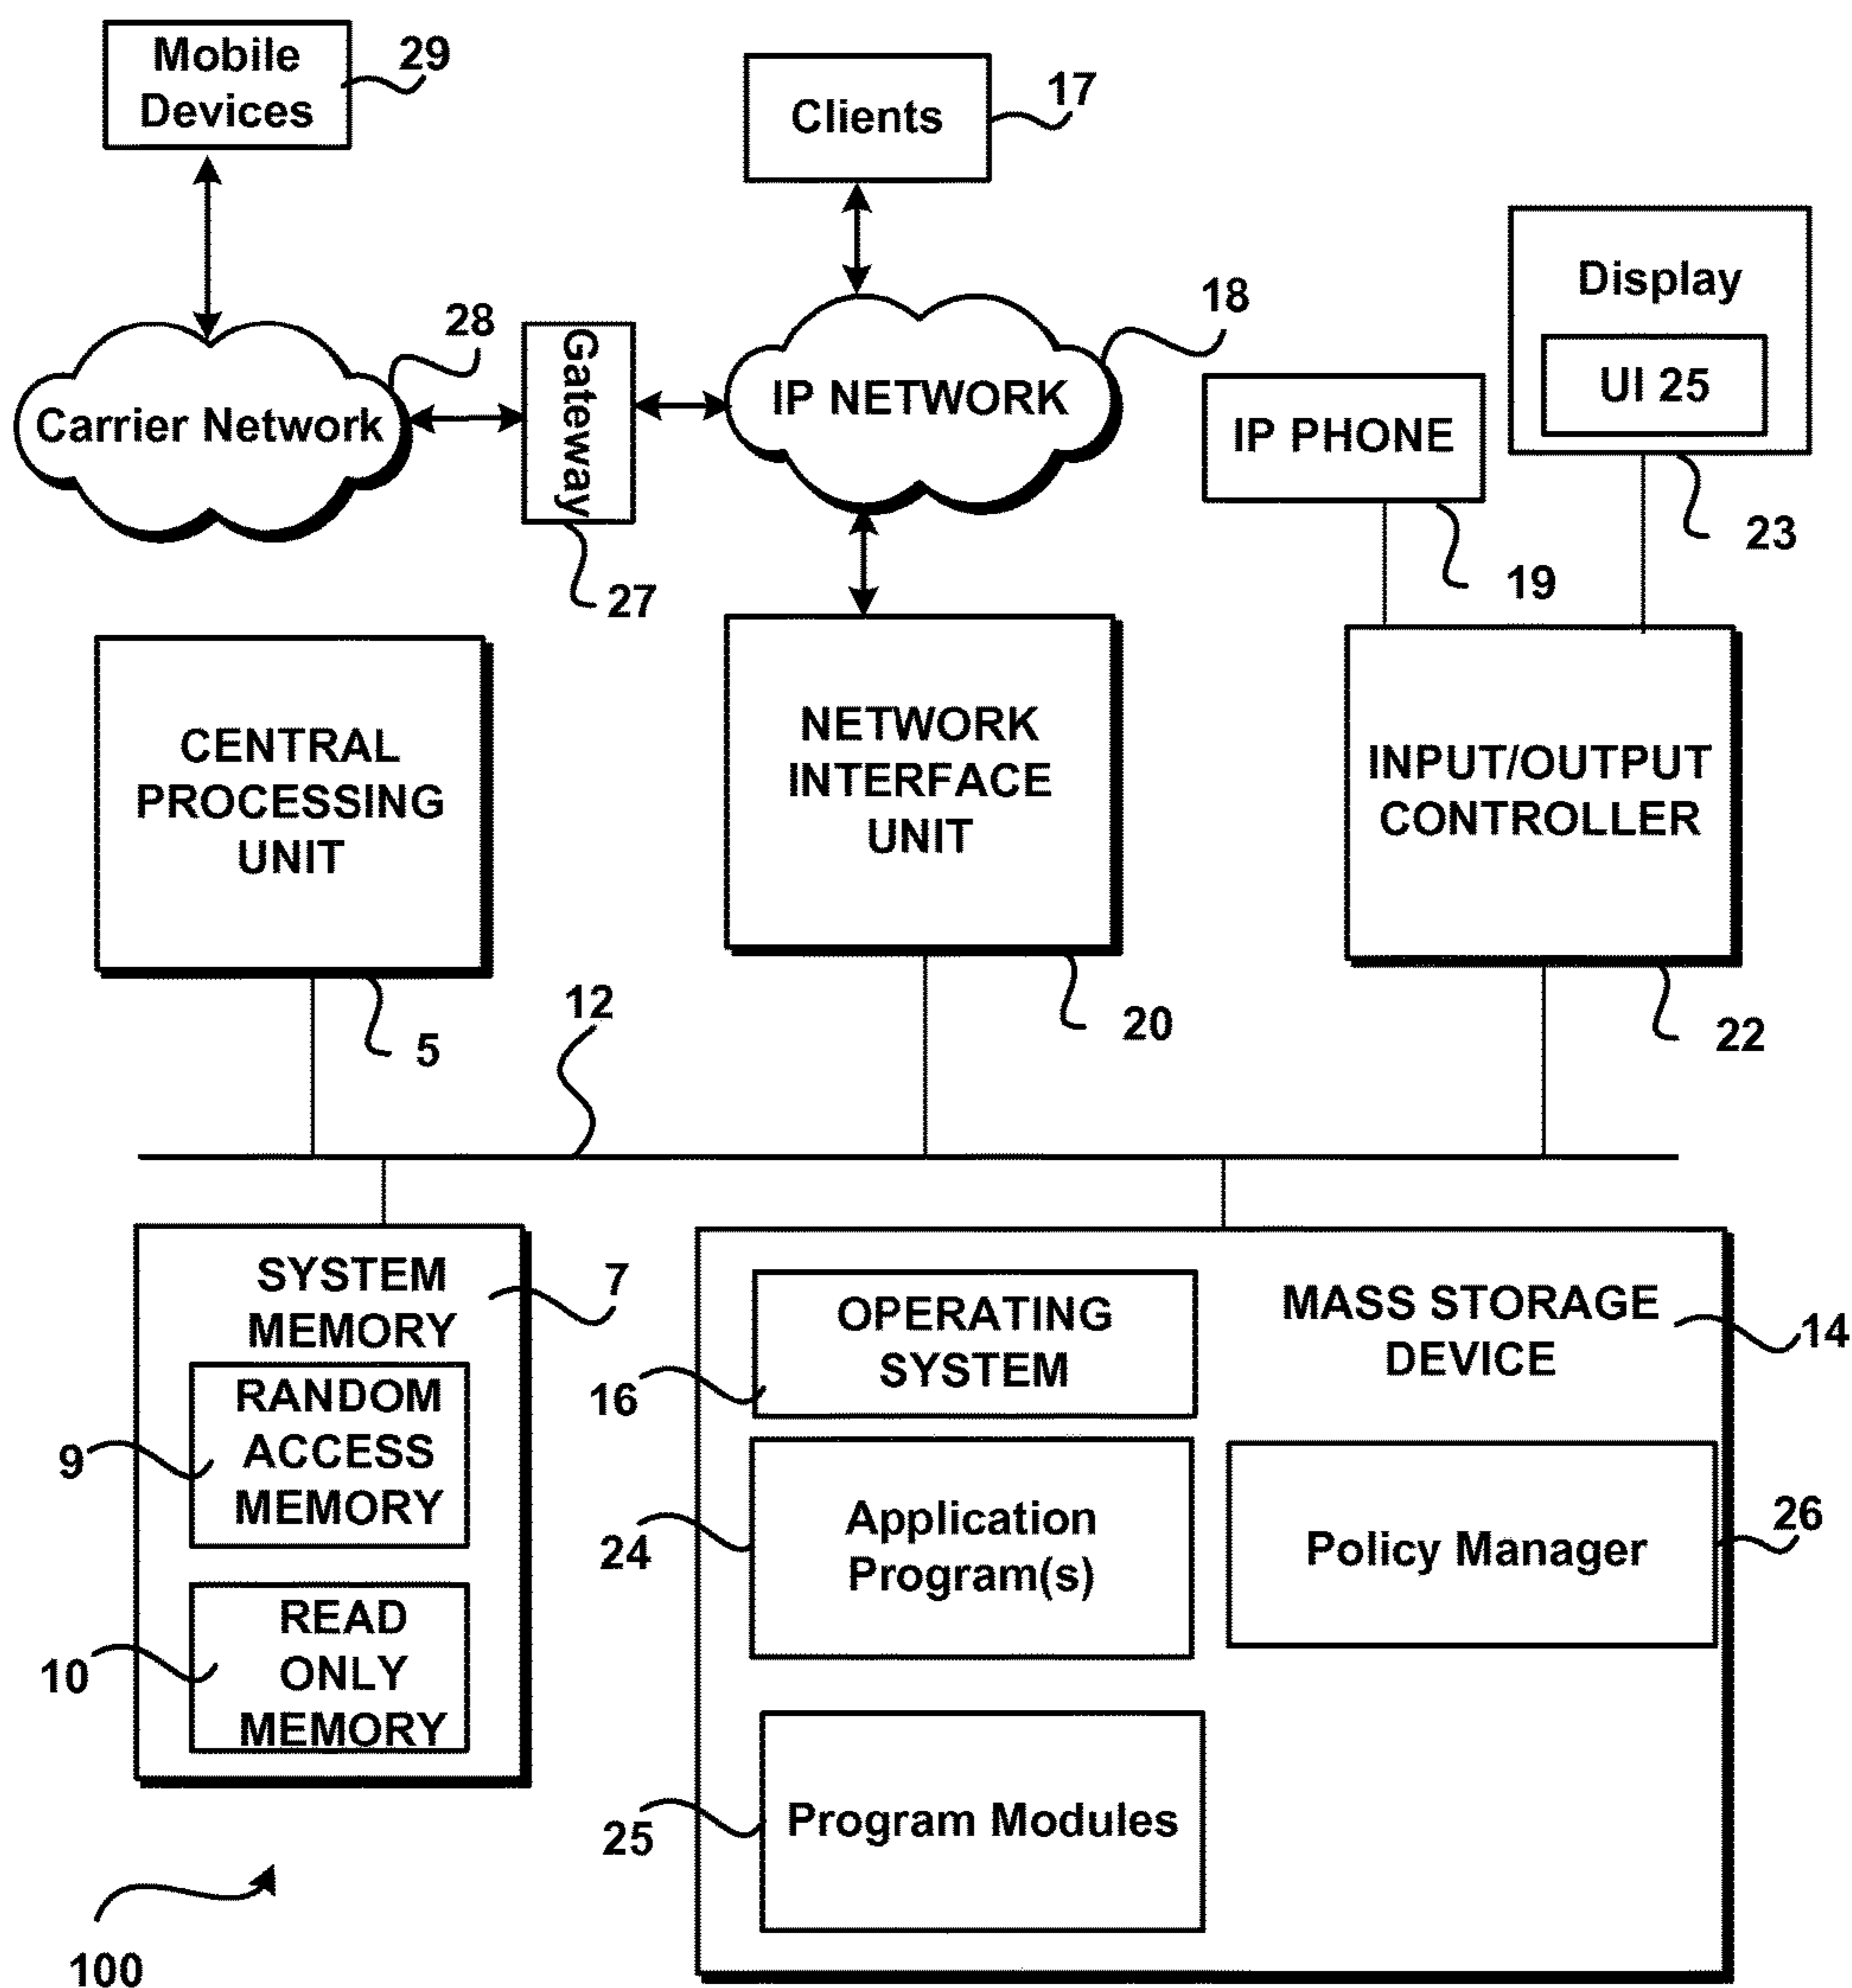 Mobile
Devices
29
Clients
17
Display
UI 25
23
Carrier Network
28
Gateway
27
IP NETWORK
18
IP PHONE
19
CENTRAL
PROCESSING
UNIT
5
NETWORK
INTERFACE
UNIT
20
INPUT/OUTPUT
CONTROLLER
22
12
SYSTEM
MEMORY
7
RANDOM
ACCESS
MEMORY
9
READ
ONLY
MEMORY
10
MASS STORAGE
DEVICE
14
OPERATING
SYSTEM
16
Application
Program(s)
24
Policy Manager
26
Program Modules
25
100